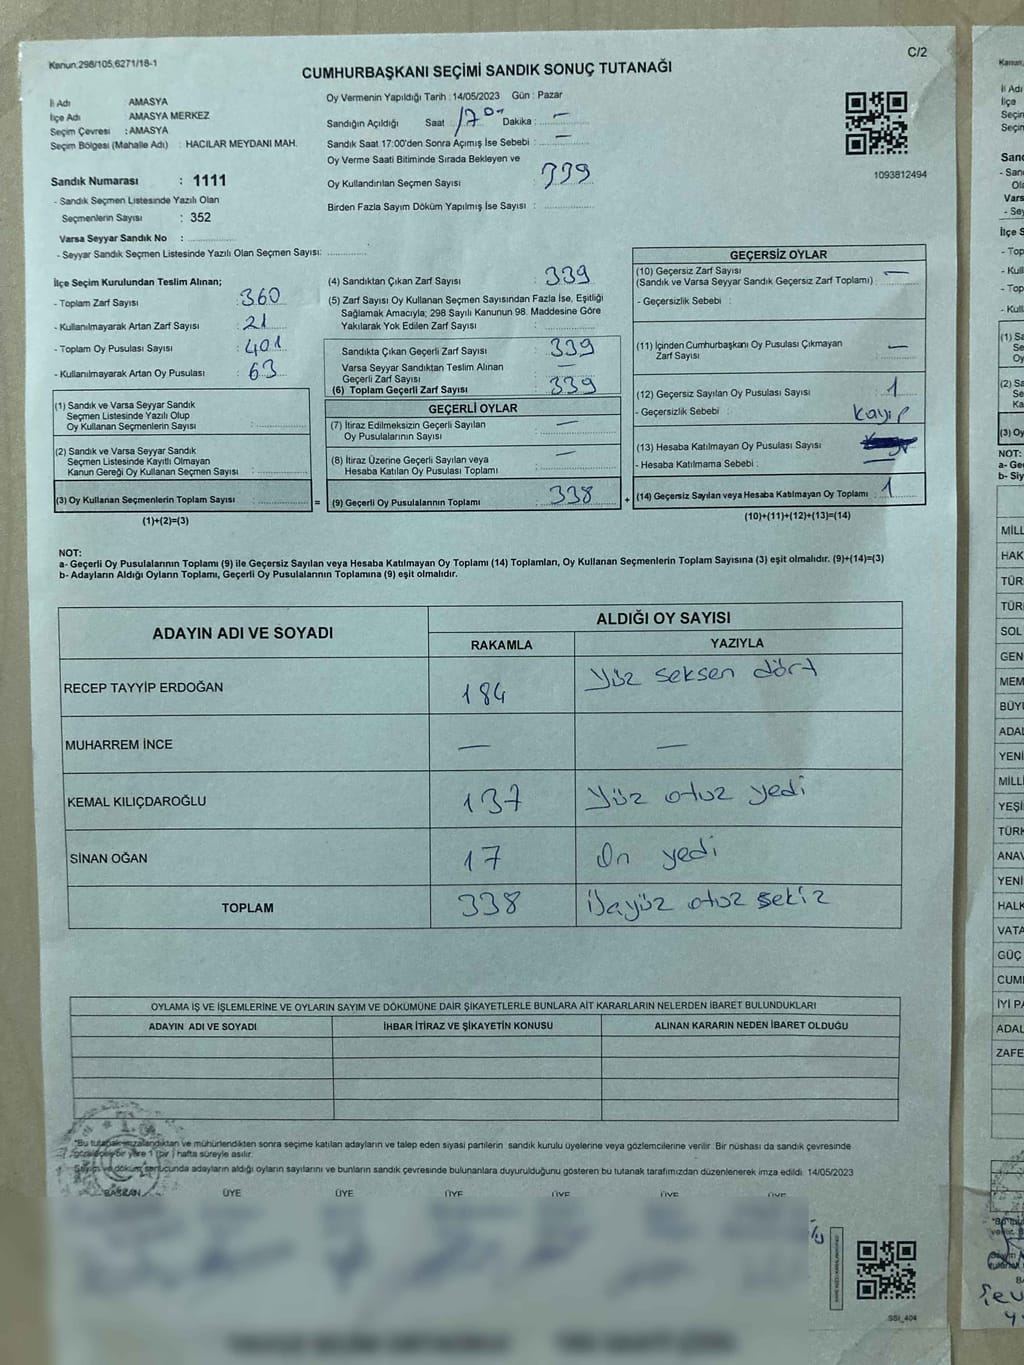 Kanun:298/105,6271/18-1
C/2
CUMHURBAŞKANI SEÇİMİ SANDIK SONUÇ TUTANAĞI
İl Adı AMASYA
İlçe Adı AMASYA MERKEZ
Seçim Çevresi : AMASYA
Seçim Bölgesi (Mahalle Adı) : HACILAR MEYDANI MAH.
Oy Vermenin Yapıldığı Tarih : 14/05/2023 Gün : Pazar
Sandığın Açıldığı Saat 17 00 Dakika : —
Sandık Saat 17:00'den Sonra Açımış İse Sebebi : —
Oy Verme Saati Bitiminde Sırada Bekleyen ve
Oy Kullandırılan Seçmen Sayısı 339
Birden Fazla Sayım Döküm Yapılmış İse Sayısı :
1093812494
Sandık Numarası : 1111
- Sandık Seçmen Listesinde Yazılı Olan
Seçmenlerin Sayısı : 352
Varsa Seyyar Sandık No :
- Seyyar Sandık Seçmen Listesinde Yazılı Olan Seçmen Sayısı:
İlçe Seçim Kurulundan Teslim Alınan;
- Toplam Zarf Sayısı : 360
- Kullanılmayarak Artan Zarf Sayısı : 21
- Toplam Oy Pusulası Sayısı : 401
- Kullanılmayarak Artan Oy Pusulası : 63
(1) Sandık ve Varsa Seyyar Sandık
Seçmen Listesinde Yazılı Olup
Oy Kullanan Seçmenlerin Sayısı :
(2) Sandık ve Varsa Seyyar Sandık
Seçmen Listesinde Kayıtlı Olmayan
Kanun Gereği Oy Kullanan Seçmen Sayısı :
(3) Oy Kullanan Seçmenlerin Toplam Sayısı : =
(1)+(2)=(3)
(4) Sandıktan Çıkan Zarf Sayısı : 339
(5) Zarf Sayısı Oy Kullanan Seçmen Sayısından Fazla İse, Eşitliği
Sağlamak Amacıyla; 298 Sayılı Kanunun 98. Maddesine Göre
Yakılarak Yok Edilen Zarf Sayısı :
Sandıkta Çıkan Geçerli Zarf Sayısı : 339
Varsa Seyyar Sandıktan Teslim Alınan
Geçerli Zarf Sayısı : —
(6) Toplam Geçerli Zarf Sayısı : 339
GEÇERLİ OYLAR
(7) İtiraz Edilmeksizin Geçerli Sayılan
Oy Pusulalarının Sayısı : —
(8) İtiraz Üzerine Geçerli Sayılan veya
Hesaba Katılan Oy Pusulası Toplamı : —
(9) Geçerli Oy Pusulalarının Toplamı : 338 +
GEÇERSİZ OYLAR
(10) Geçersiz Zarf Sayısı —
(Sandık ve Varsa Seyyar Sandık Geçersiz Zarf Toplamı) :
- Geçersizlik Sebebi :
(11) İçinden Cumhurbaşkanı Oy Pusulası Çıkmayan
Zarf Sayısı : —
(12) Geçersiz Sayılan Oy Pusulası Sayısı : 1
- Geçersizlik Sebebi : kayıp
(13) Hesaba Katılmayan Oy Pusulası Sayısı :
- Hesaba Katılmama Sebebi : —
(14) Geçersiz Sayılan veya Hesaba Katılmayan Oy Toplamı : 1
(10)+(11)+(12)+(13)=(14)
NOT:
a- Geçerli Oy Pusulalarının Toplamı (9) ile Geçersiz Sayılan veya Hesaba Katılmayan Oy Toplamı (14) Toplamları, Oy Kullanan Seçmenlerin Toplam Sayısına (3) eşit olmalıdır. (9)+(14)=(3)
b- Adayların Aldığı Oyların Toplamı, Geçerli Oy Pusulalarının Toplamına (9) eşit olmalıdır.
ADAYIN ADI VE SOYADI ALDIĞI OY SAYISI
RAKAMLA YAZIYLA
RECEP TAYYİP ERDOĞAN 184 Yüz seksen dört
MUHARREM İNCE — —
KEMAL KILIÇDAROĞLU 137 Yüz otuz yedi
SİNAN OĞAN 17 On yedi
TOPLAM 338 üçyüz otuz sekiz
OYLAMA İŞ VE İŞLEMLERİNE VE OYLARIN SAYIM VE DÖKÜMÜNE DAİR ŞİKAYETLERLE BUNLARA AİT KARARLARIN NELERDEN İBARET BULUNDUKLARI
ADAYIN ADI VE SOYADI İHBAR İTİRAZ VE ŞİKAYETİN KONUSU ALINAN KARARIN NEDEN İBARET OLDUĞU
*Bu tutanak imzalandıktan ve mühürlendikten sonra seçime katılan adayların ve talep eden siyasi partilerin sandık kurulu üyelerine veya gözlemcilerine verilir. Bir nüshası da sandık çevresinde
görülebilir yere 1 (bir) hafta süreyle asılır.
Sayım ve döküm sonucunda adayların aldığı oyların sayılarını ve bunların sandık çevresinde bulunanlara duyurulduğunu gösteren bu tutanak tarafımızdan düzenlenerek imza edildi. 14/05/2023
BAŞKAN ÜYE ÜYE ÜYE ÜYE ÜYE ÜYE
SSI_404